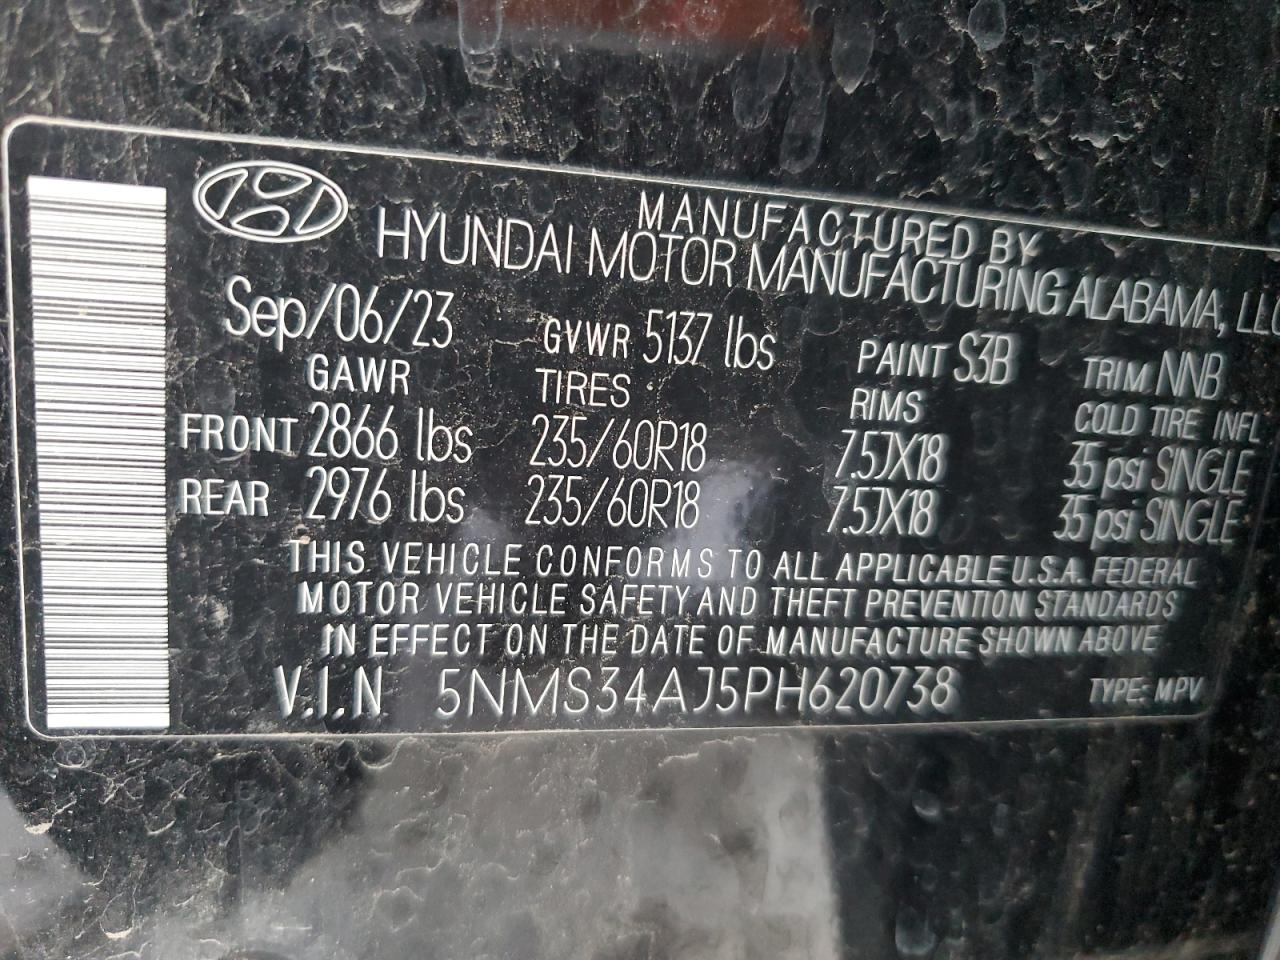 MANUFACTURED BY
HYUNDAI MOTOR MANUFACTURING ALABAMA, LLC
Sep/06/23 GVWR 5137 lbs PAINT S3B TRIM NNB
GAWR TIRES RIMS COLD TIRE INFL
FRONT 2866 lbs 235/60R18 7.5JX18 35 psi SINGLE
REAR 2976 lbs 235/60R18 7.5JX18 35 psi SINGLE
THIS VEHICLE CONFORMS TO ALL APPLICABLE U.S.A. FEDERAL
MOTOR VEHICLE SAFETY AND THEFT PREVENTION STANDARDS
IN EFFECT ON THE DATE OF MANUFACTURE SHOWN ABOVE
V.I.N 5NMS34AJ5PH620738 TYPE: MPV